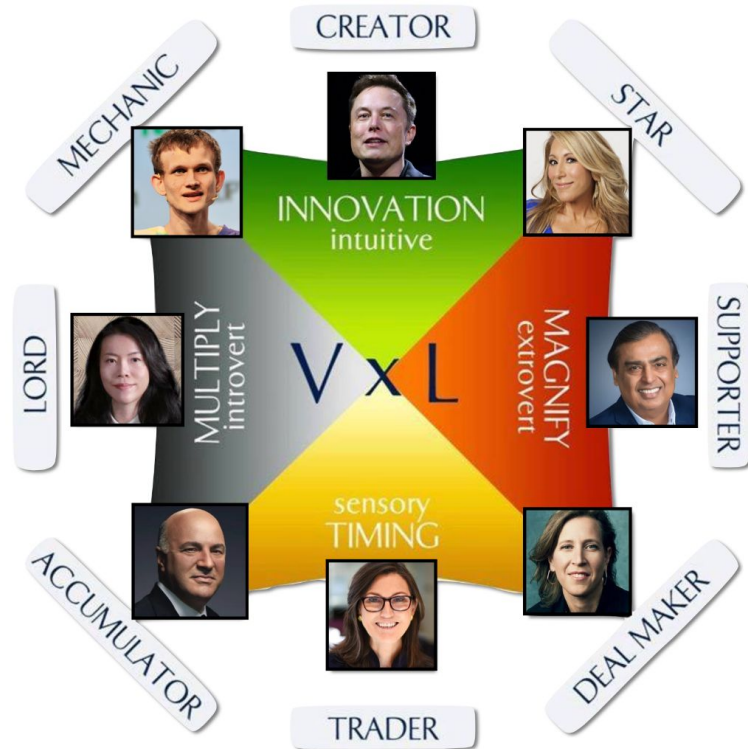 CREATOR
MECHANIC
STAR
INNOVATION
intuitive
LORD
MULTIPLY
introvert
V x L
MAGNIFY
extrovert
SUPPORTER
sensory
TIMING
ACCUMULATOR
DEAL MAKER
TRADER